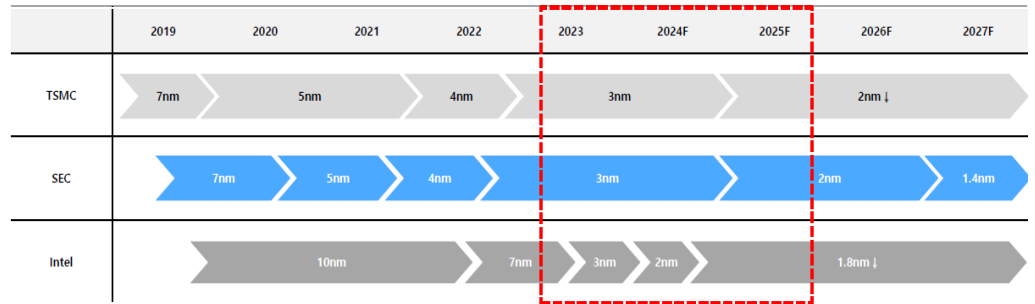 2019 2020 2021 2022 2023 2024F 2025F 2026F 2027F
TSMC 7nm 5nm 4nm 3nm 2nm↓
SEC 7nm 5nm 4nm 3nm 2nm 1.4nm
Intel 10nm 7nm 3nm 2nm 1.8nm↓